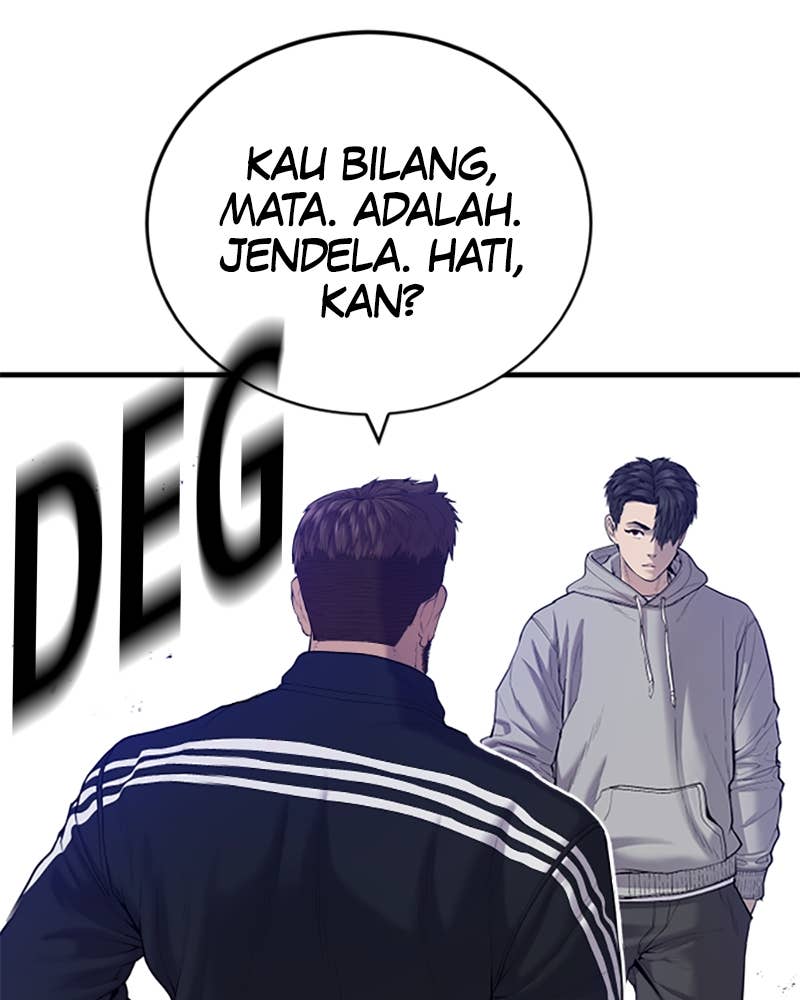 KAU BILANG,
MATA. ADALAH.
JENDELA. HATI,
KAN?
DEG